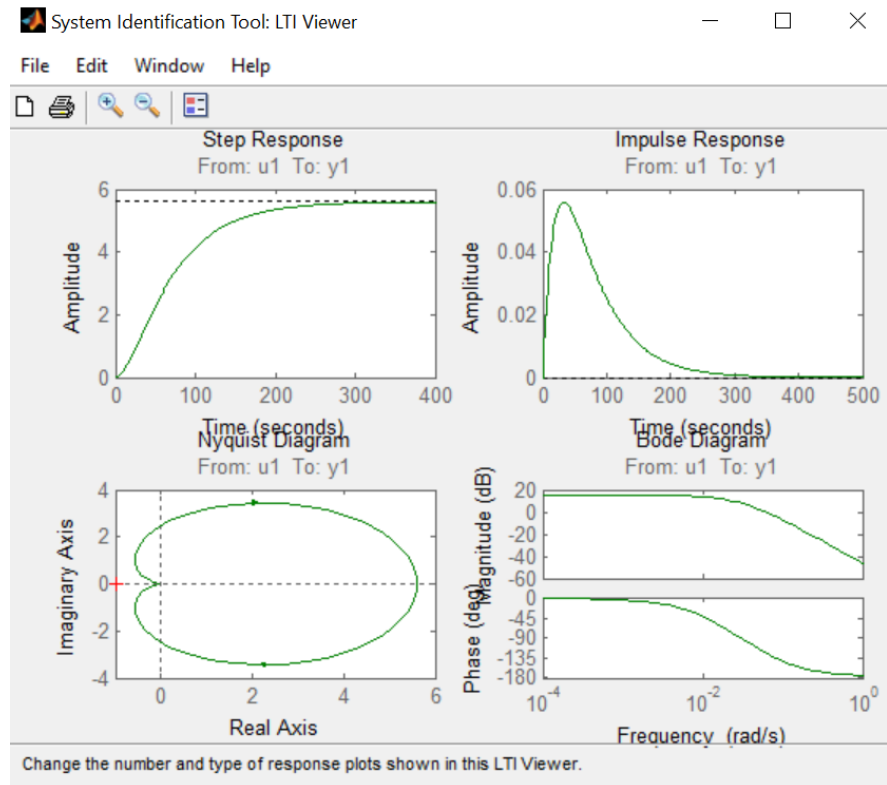 System Identification Tool: LTI Viewer
File Edit Window Help
Step Response
From: u1 To: y1
Amplitude
6
4
2
0
0 100 200 300 400
Time (seconds)
Impulse Response
From: u1 To: y1
Amplitude
0.06
0.04
0.02
0
0 100 200 300 400 500
Time (seconds)
Nyquist Diagram
From: u1 To: y1
Imaginary Axis
4
2
0
-2
-4
0 2 4 6
Real Axis
Bode Diagram
From: u1 To: y1
Magnitude (dB)
20
0
-20
-40
-60
Phase (deg)
0
-45
-90
-135
-180
10^-4 10^-2 10^0
Frequency (rad/s)
Change the number and type of response plots shown in this LTI Viewer.